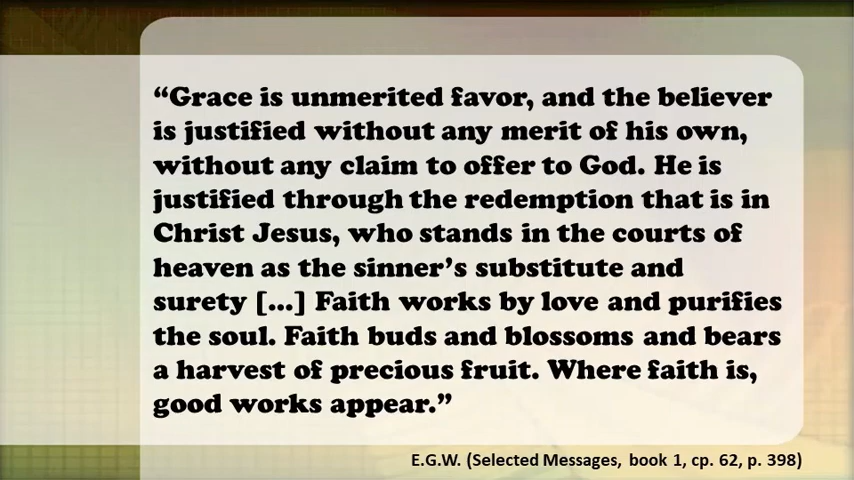 “Grace is unmerited favor, and the believer
is justified without any merit of his own,
without any claim to offer to God. He is
justified through the redemption that is in
Christ Jesus, who stands in the courts of
heaven as the sinner’s substitute and
surety [...] Faith works by love and purifies
the soul. Faith buds and blossoms and bears
a harvest of precious fruit. Where faith is,
good works appear.”
E.G.W. (Selected Messages, book 1, cp. 62, p. 398)